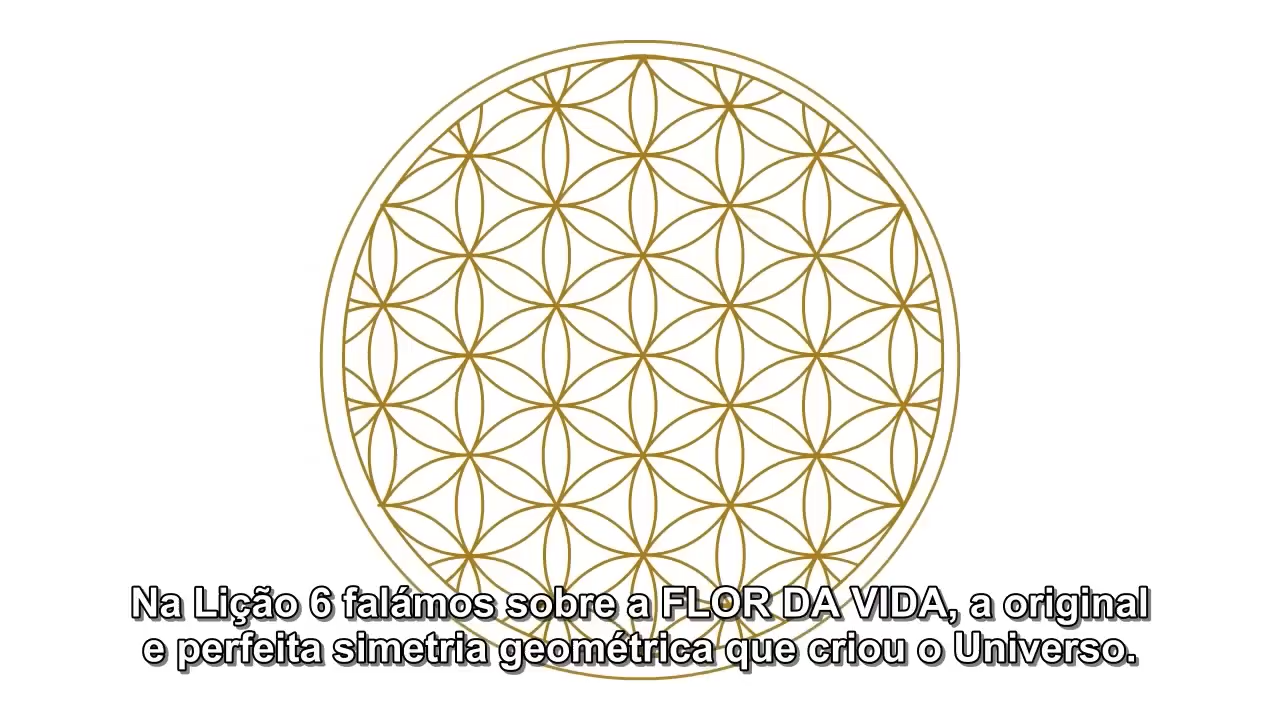 Na Lição 6 falámos sobre a FLOR DA VIDA, a original
e perfeita simetria geométrica que criou o Universo.